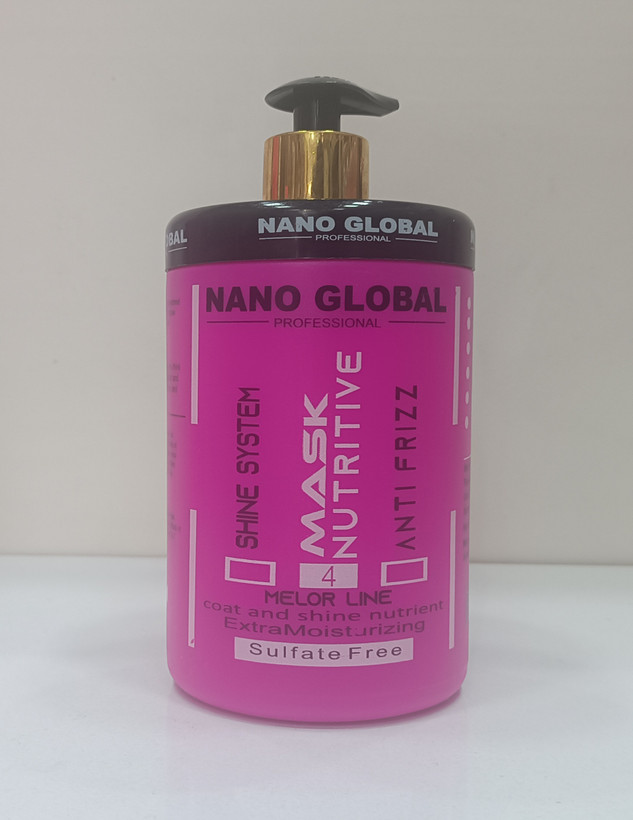 OBAL
NANO GLOBAL
PROFESSIONAL
NANO GLOBAL
PROFESSIONAL
SHINE SYSTEM
MASK
NUTRITIVE
ANTI FRIZZ
4
MELOR LINE
coat and shine nutrient
ExtraMoisturizing
Sulfate Free